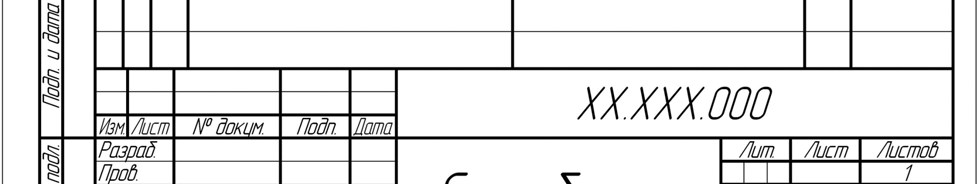 Подп. и дата
XX.XXX.000
Изм. Лист № докум. Подп. Дата
подл.
Разраб. Лит. Лист Листов
Пров. 1